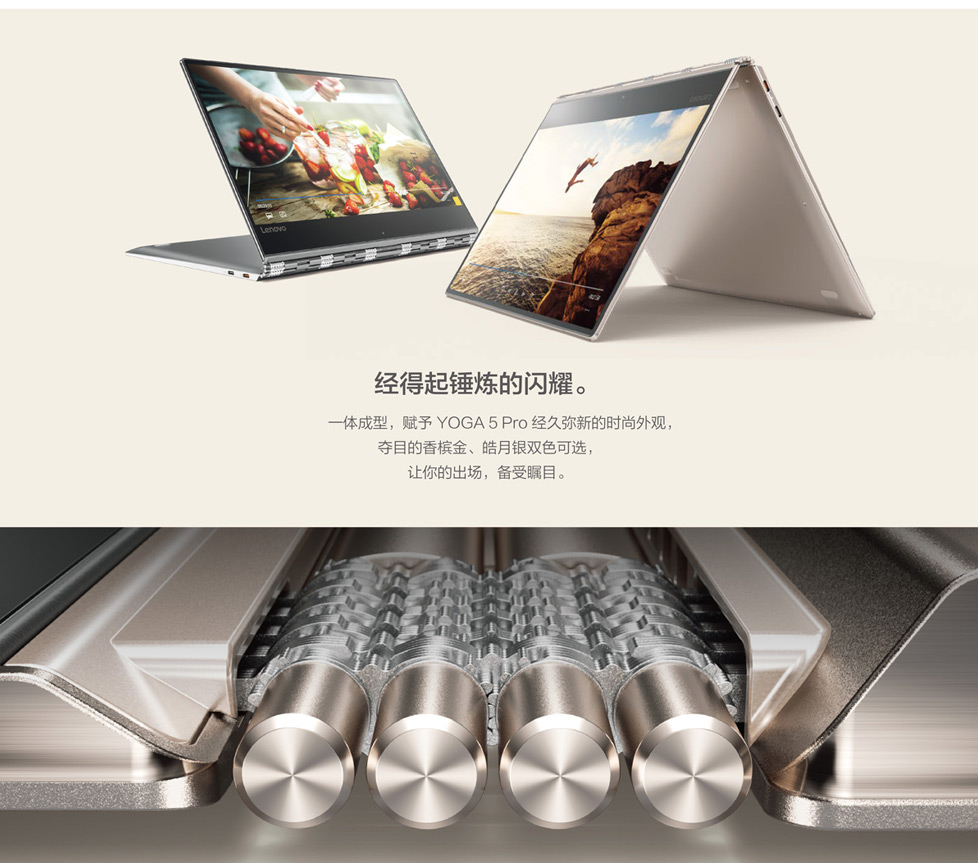 Lenovo
经得起锤炼的闪耀。
一体成型，赋予 YOGA 5 Pro 经久弥新的时尚外观，
夺目的香槟金、皓月银双色可选，
让你的出场，备受瞩目。